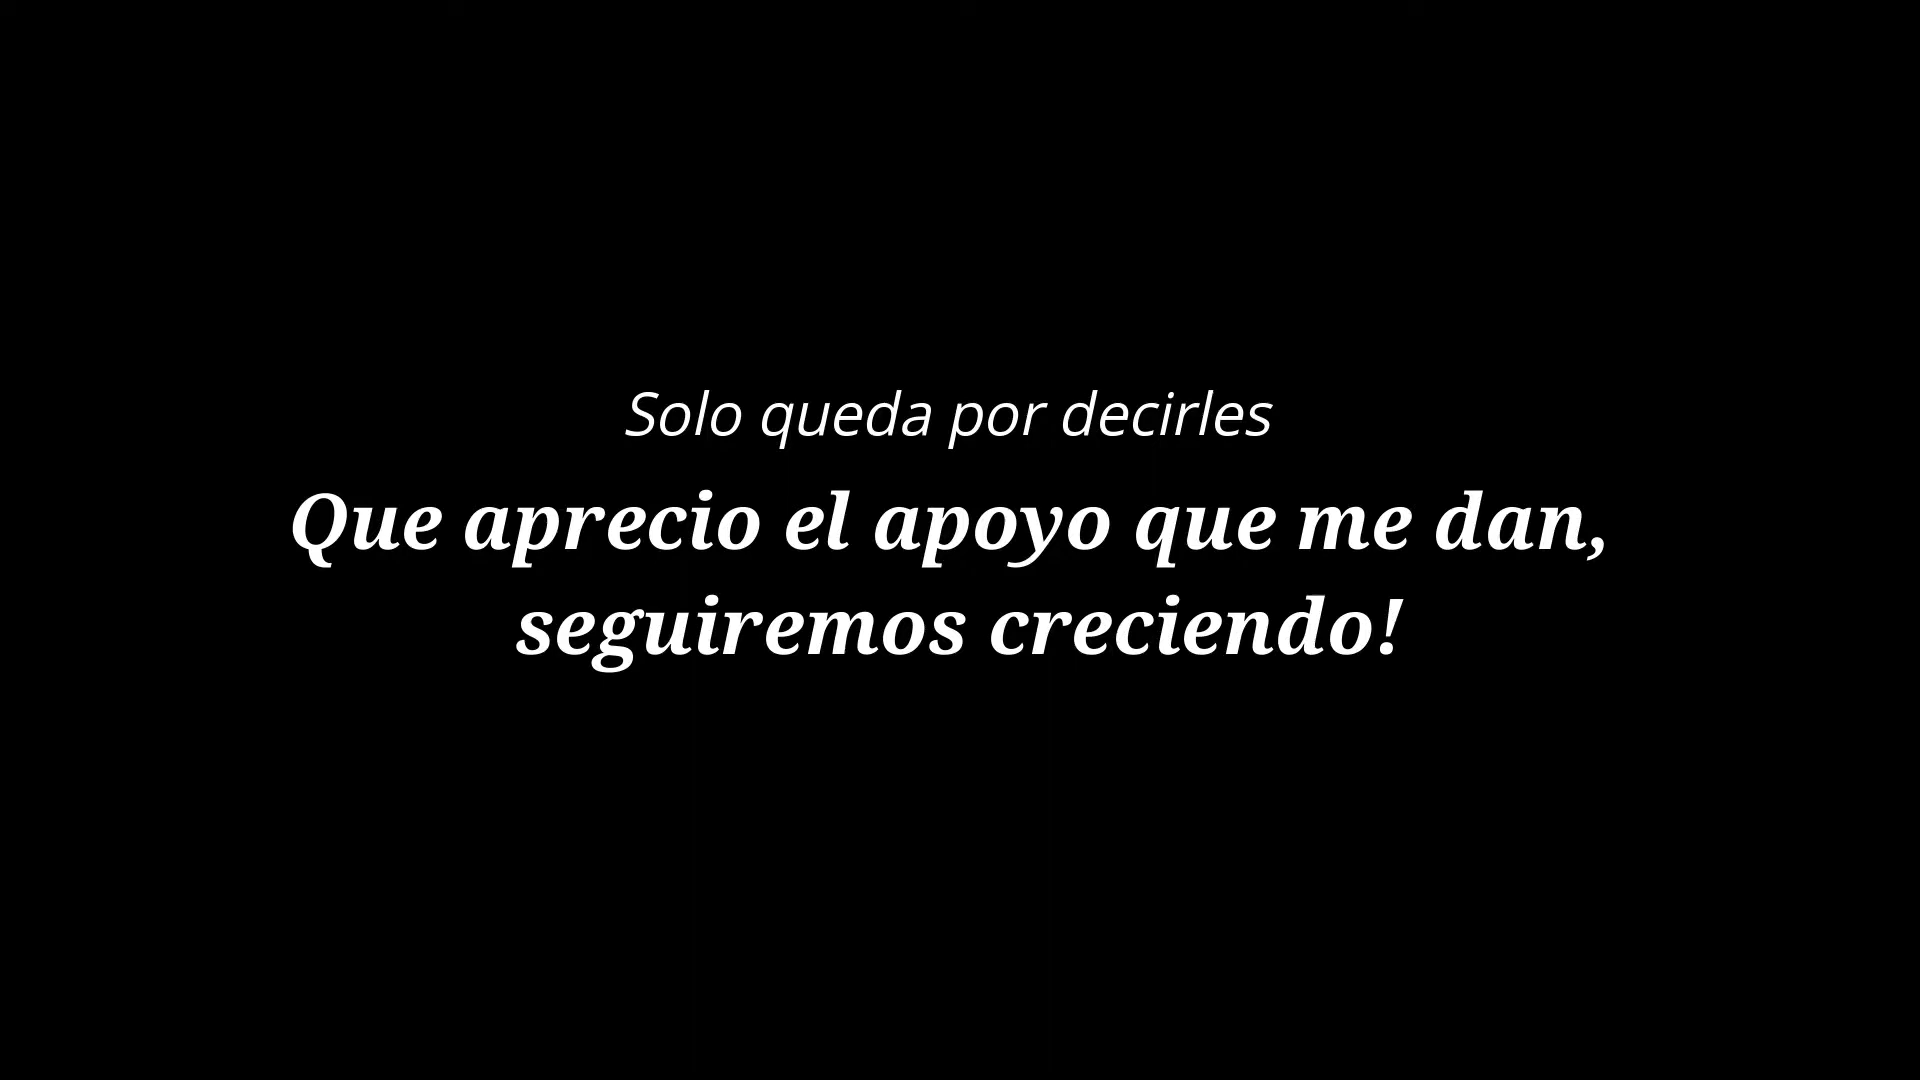 Solo queda por decirles
Que aprecio el apoyo que me dan,
seguiremos creciendo!